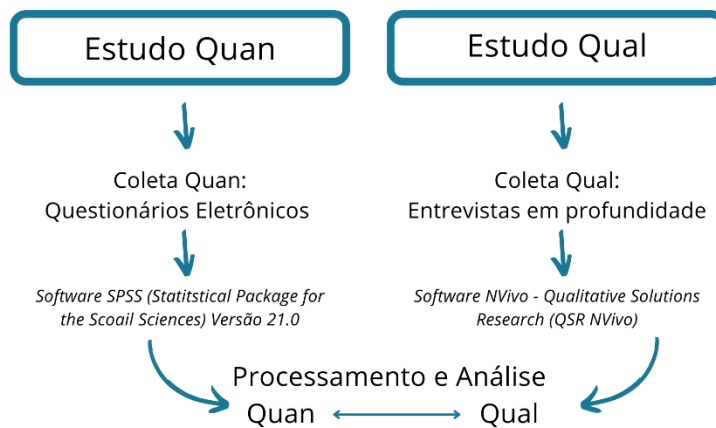 Estudo Quan
Estudo Qual
Coleta Quan:
Questionários Eletrônicos
Coleta Qual:
Entrevistas em profundidade
Software SPSS (Statitstical Package for
the Scoail Sciences) Versão 21.0
Software NVivo - Qualitative Solutions
Research (QSR NVivo)
Processamento e Análise
Quan Qual